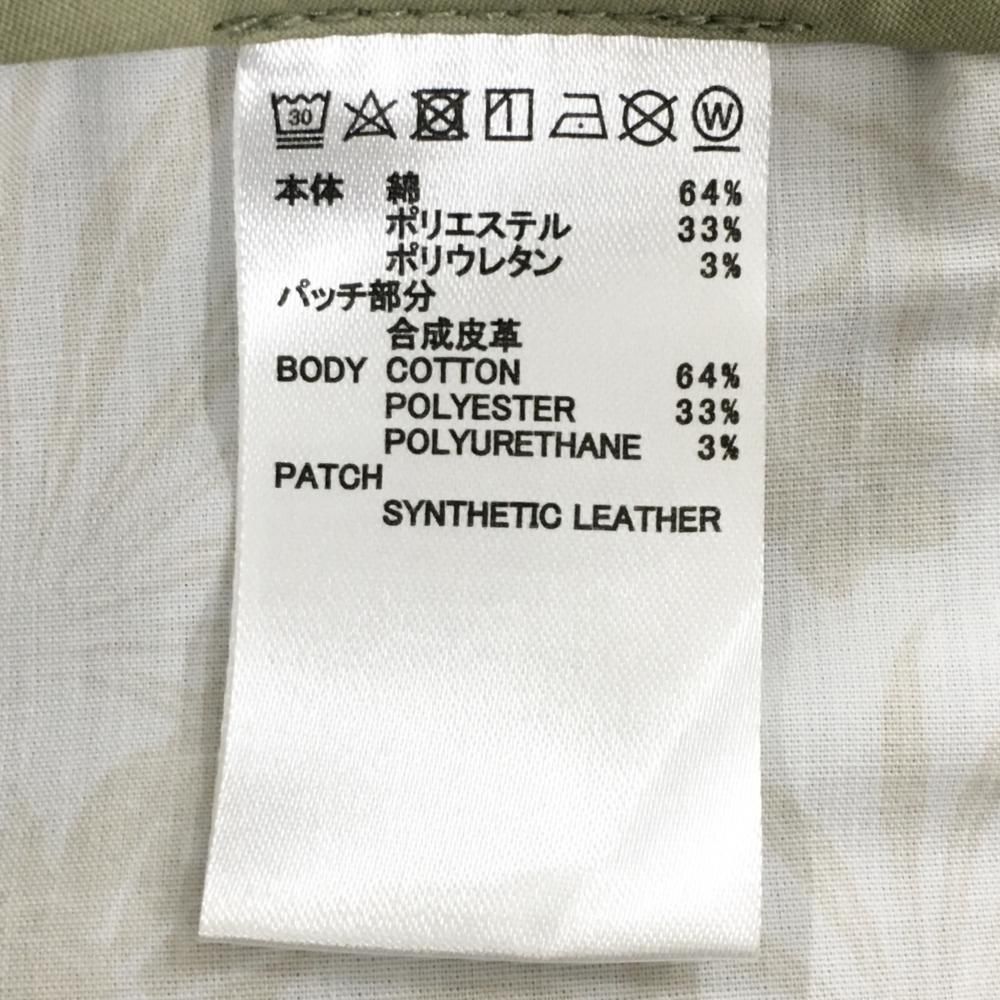 30 W
本体 綿 64%
ポリエステル 33%
ポリウレタン 3%
パッチ部分
合成皮革
BODY COTTON 64%
POLYESTER 33%
POLYURETHANE 3%
PATCH
SYNTHETIC LEATHER